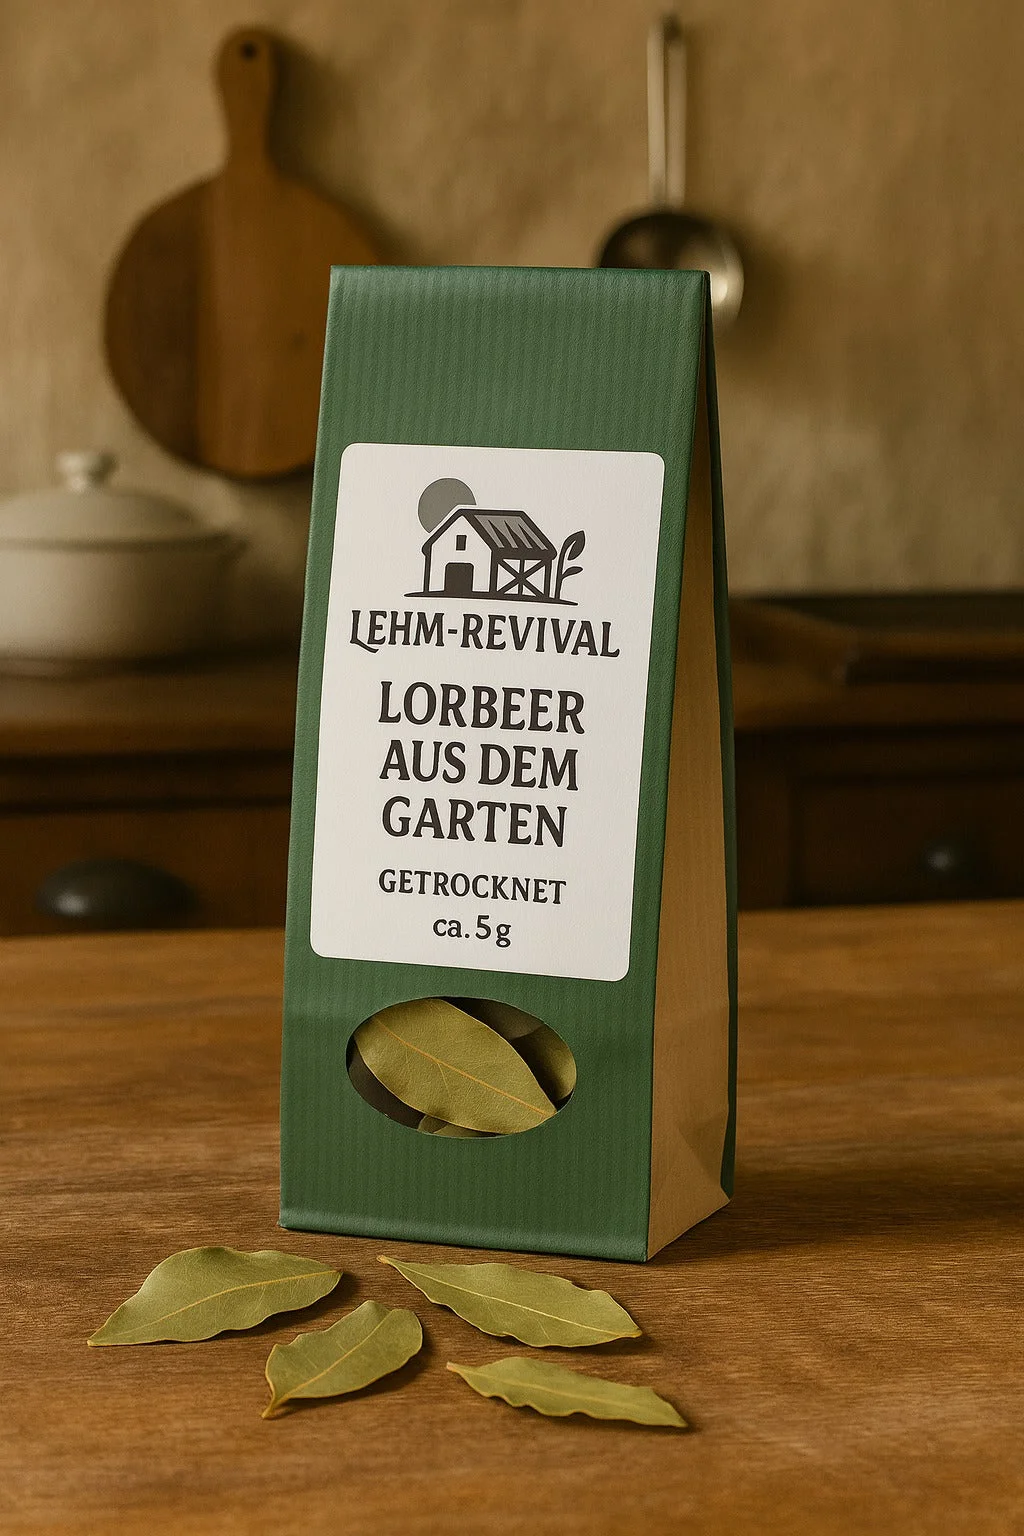 LEHM-REVIVAL
LORBEER
AUS DEM
GARTEN
GETROCKNET
ca. 5 g